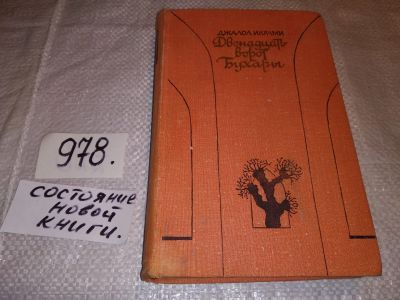 ДЖАЛОЛ ИКРАМИ
Двенадцать
ворот
Бухары
978.
СОСТОЯНИЕ
НОВОЙ
КНИГИ.